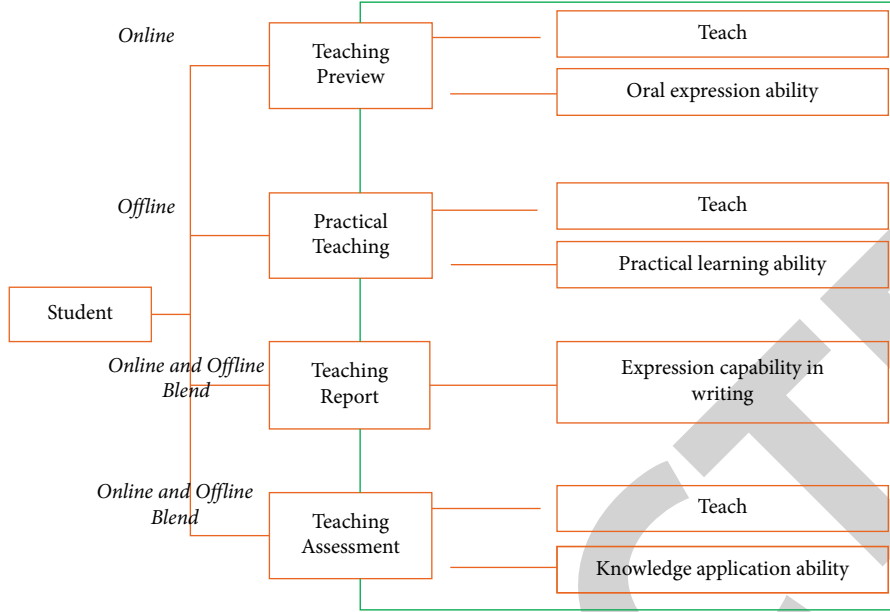 Online
Teaching
Preview
Teach
Oral expression ability
Offline
Practical
Teaching
Teach
Practical learning ability
Student
Online and Offline
Blend
Teaching
Report
Expression capability in
writing
Online and Offline
Blend
Teaching
Assessment
Teach
Knowledge application ability
CT